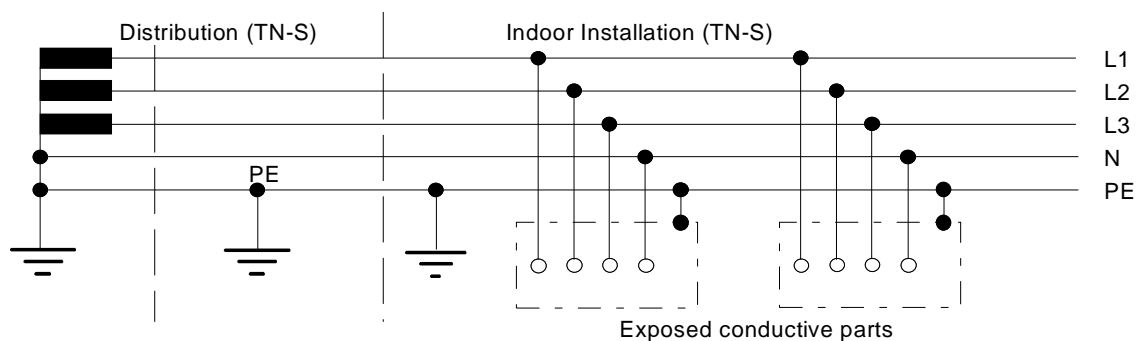 Distribution (TN-S)
Indoor Installation (TN-S)
L1
L2
L3
N
PE
PE
Exposed conductive parts